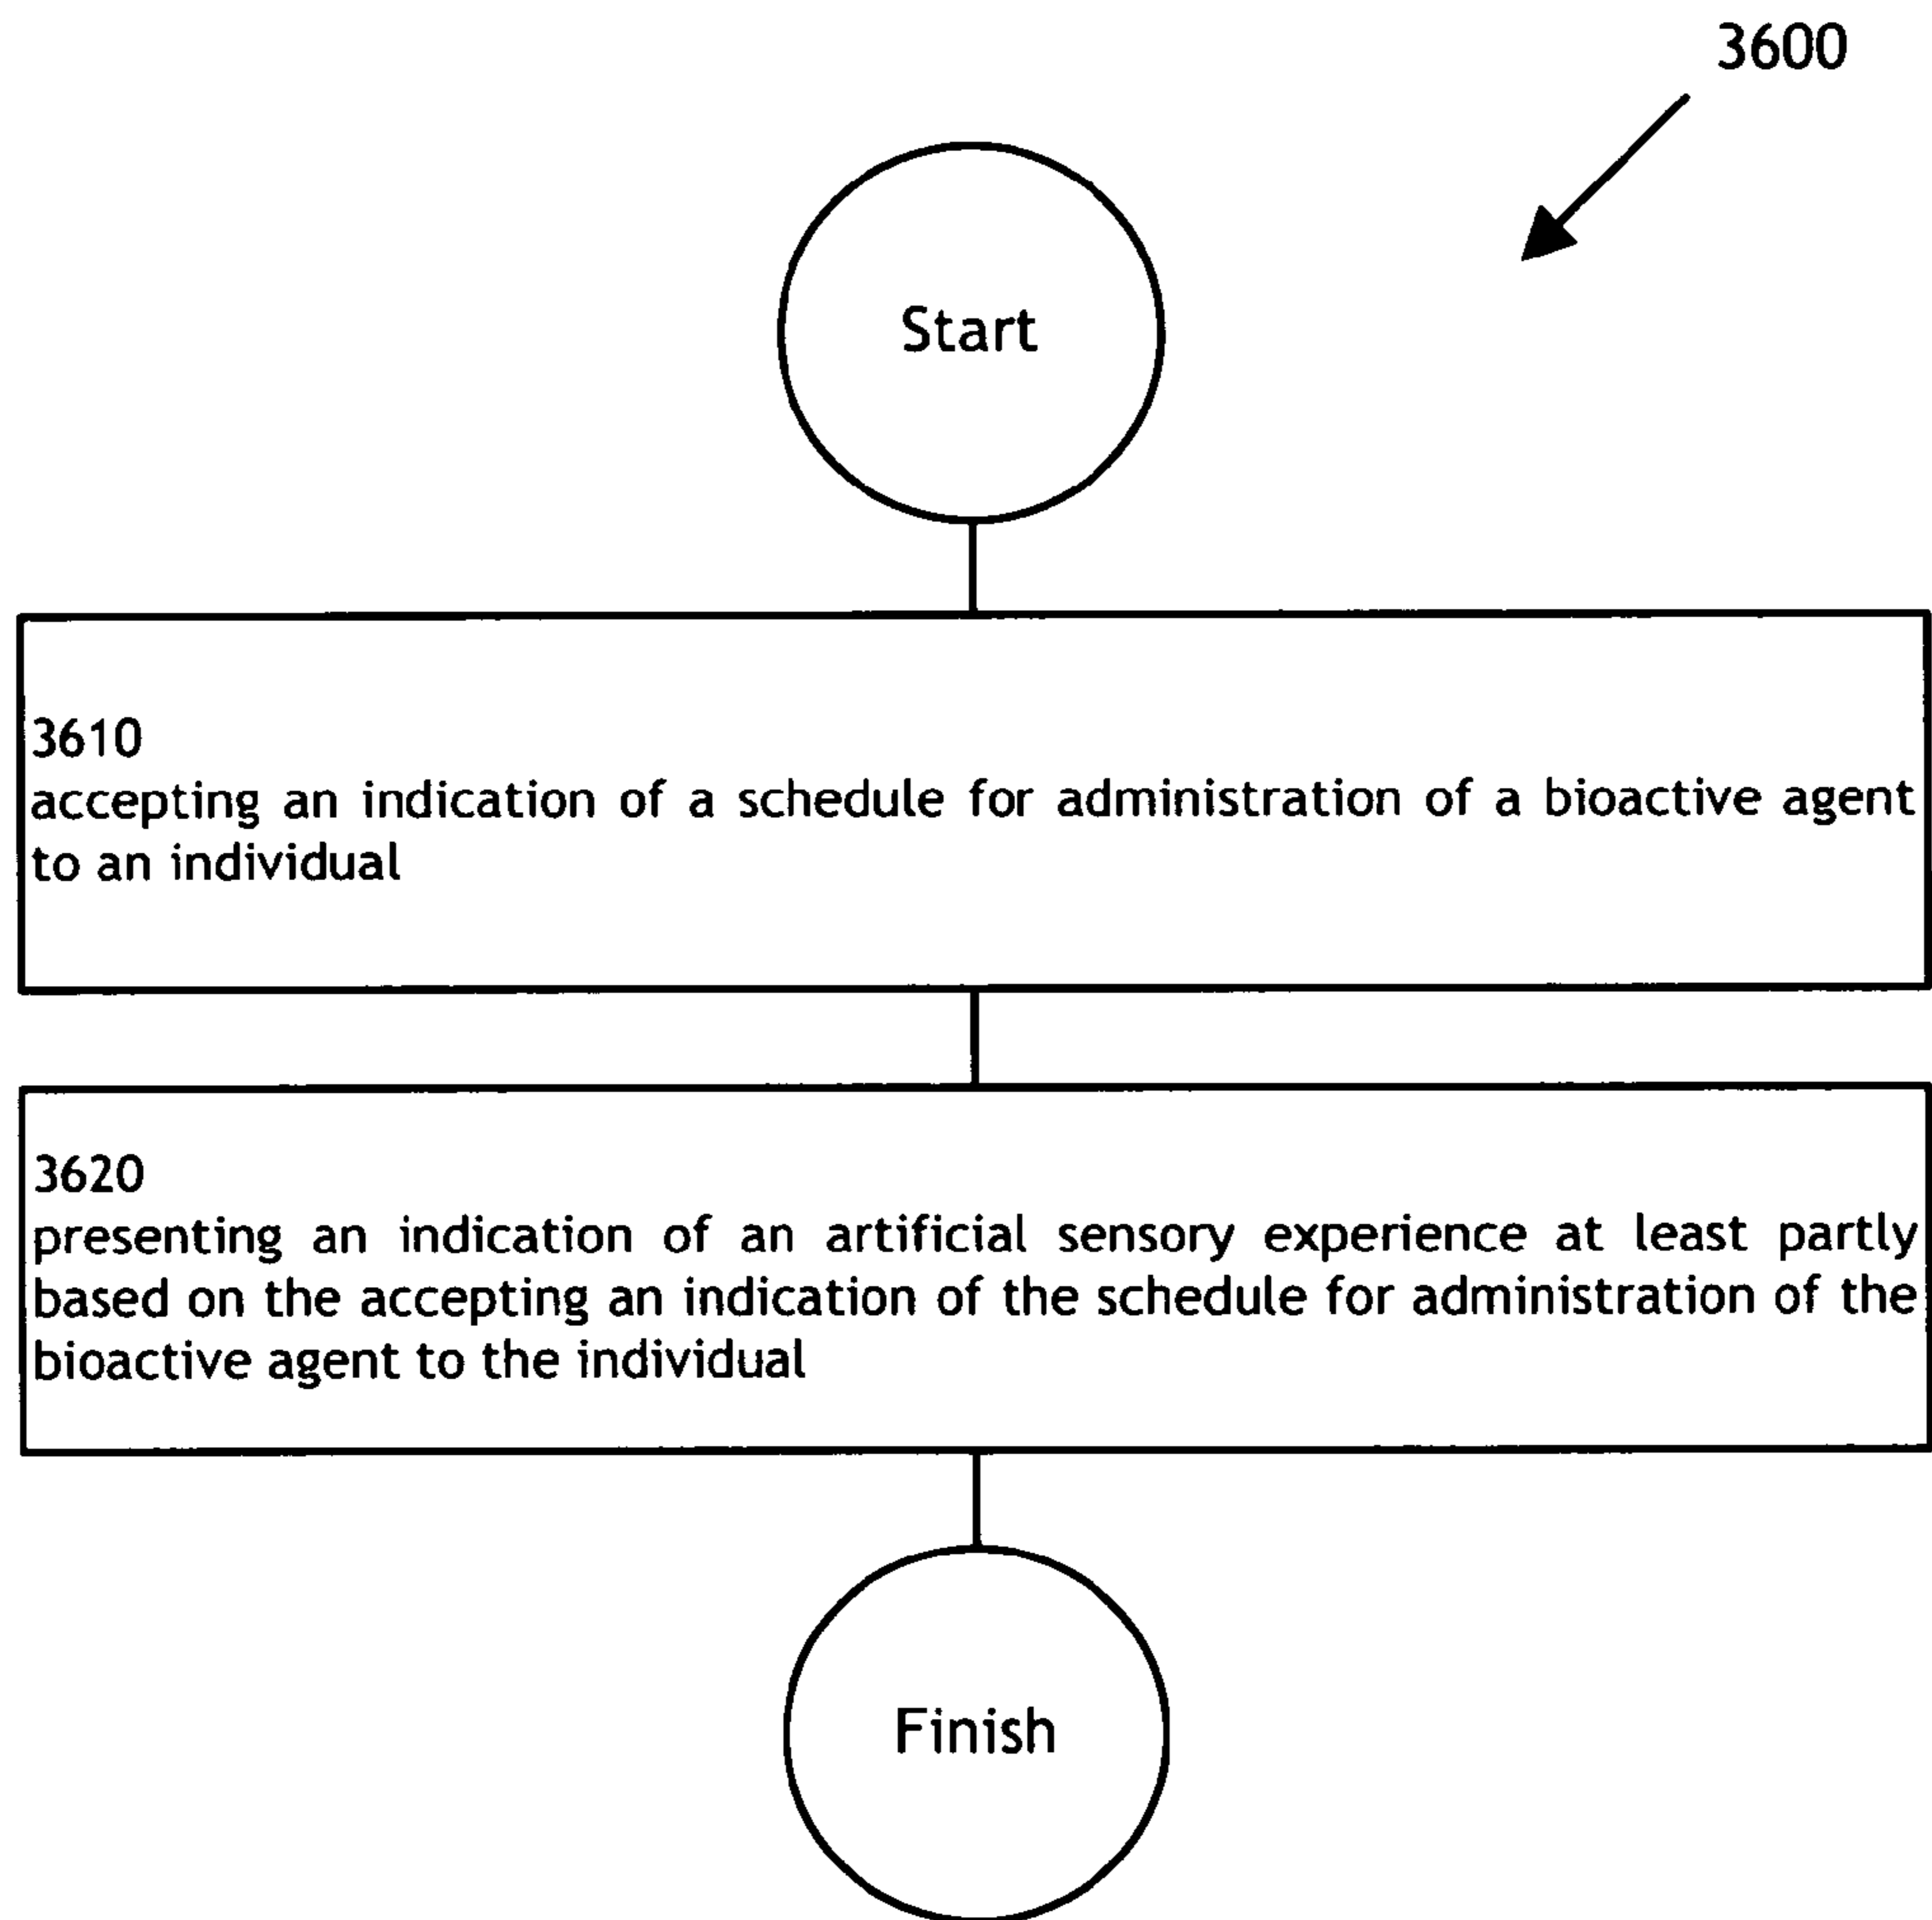 3600
Start
3610
accepting an indication of a schedule for administration of a bioactive agent
to an individual
3620
presenting an indication of an artificial sensory experience at least partly
based on the accepting an indication of the schedule for administration of the
bioactive agent to the individual
Finish